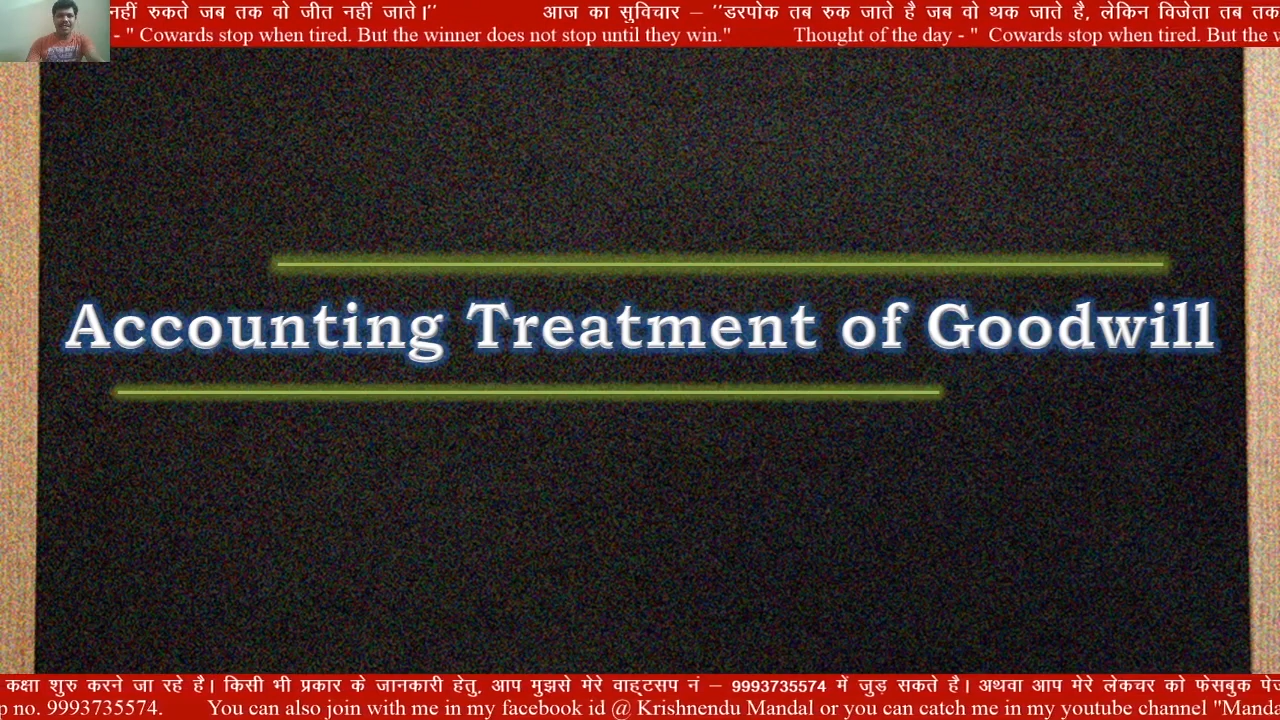 नहीं रुकते जब तक वो जीत नहीं जाते।" आज का सुविचार – "डरपोक तब रुक जाते है जब वो थक जाते है, लेकिन विजेता तब तक
- " Cowards stop when tired. But the winner does not stop until they win." Thought of the day - " Cowards stop when tired. But the w
Accounting Treatment of Goodwill
कक्षा शुरु करने जा रहे है। किसी भी प्रकार के जानकारी हेतु, आप मुझसे मेरे वाह्टसप नं – 9993735574 में जुड़ सकते है। अथवा आप मेरे लेकचर को फेसबुक पेज
p no. 9993735574. You can also join with me in my facebook id @ Krishnendu Mandal or you can catch me in my youtube channel "Manda